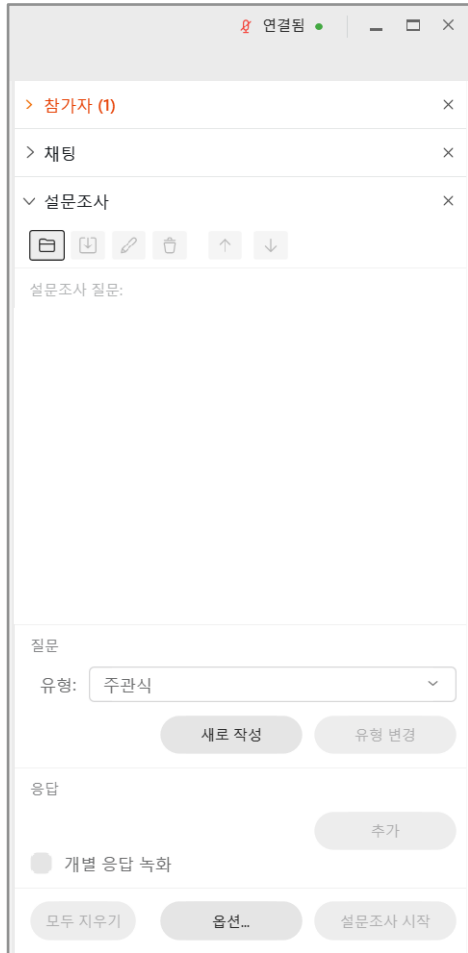 연결됨
참가자 (1)
채팅
설문조사
설문조사 질문:
질문
유형: 주관식
새로 작성 유형 변경
응답
추가
개별 응답 녹화
모두 지우기 옵션... 설문조사 시작